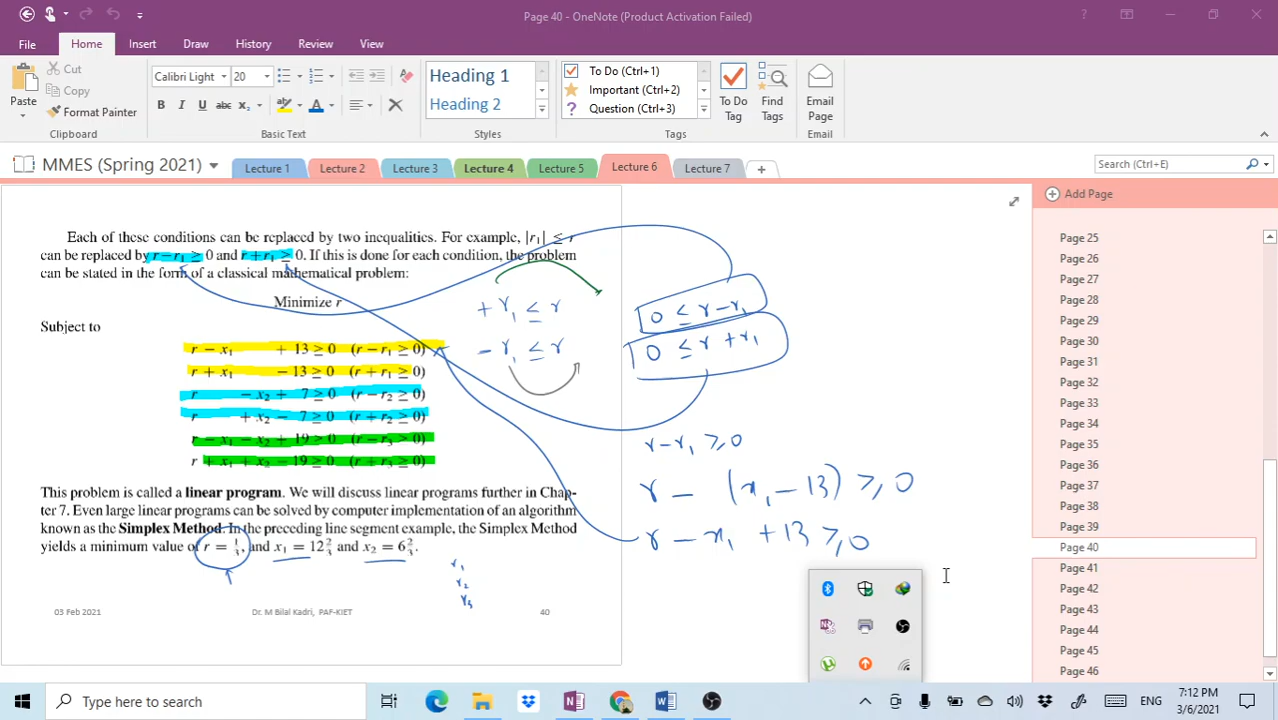 Page 40 - OneNote (Product Activation Failed)
File Home Insert Draw History Review View
Paste Cut Copy Format Painter
Clipboard
Calibri Light 20
B I U abc x₂ A
Basic Text
Heading 1
Heading 2
Styles
To Do (Ctrl+1)
Important (Ctrl+2)
Question (Ctrl+3)
To Do Tag
Find Tags
Tags
Email Page
Email
MMES (Spring 2021) Lecture 1 Lecture 2 Lecture 3 Lecture 4 Lecture 5 Lecture 6 Lecture 7
Search (Ctrl+E)
Each of these conditions can be replaced by two inequalities. For example, |r₁| ≤ r
can be replaced by r − r₁ ≥ 0 and r + r₁ ≥ 0. If this is done for each condition, the problem
can be stated in the form of a classical mathematical problem:
Minimize r
Subject to
r − x₁ + 13 ≥ 0 (r − r₁ ≥ 0)
r + x₁ − 13 ≥ 0 (r + r₁ ≥ 0)
r − x₂ + 7 ≥ 0 (r − r₂ ≥ 0)
r + x₂ − 7 ≥ 0 (r + r₂ ≥ 0)
r − x₁ − x₂ + 19 ≥ 0 (r − r₃ ≥ 0)
r + x₁ + x₂ − 19 ≥ 0 (r + r₃ ≥ 0)
This problem is called a linear program. We will discuss linear programs further in Chap-
ter 7. Even large linear programs can be solved by computer implementation of an algorithm
known as the Simplex Method. In the preceding line segment example, the Simplex Method
yields a minimum value of r = 1/3, and x₁ = 12 2/3 and x₂ = 6 2/3.
03 Feb 2021 Dr. M Bilal Kadri, PAF-KIET 40
+ r₁ ≤ r
− r₁ ≤ r
0 ≤ r − r₁
0 ≤ r + r₁
r − r₁ ≥ 0
r − (x₁ − 13) ≥ 0
r − x₁ + 13 ≥ 0
r₁
r₂
r₃
Add Page
Page 25
Page 26
Page 27
Page 28
Page 29
Page 30
Page 31
Page 32
Page 33
Page 34
Page 35
Page 36
Page 37
Page 38
Page 39
Page 40
Page 41
Page 42
Page 43
Page 44
Page 45
Page 46
Type here to search
ENG
7:12 PM
3/6/2021